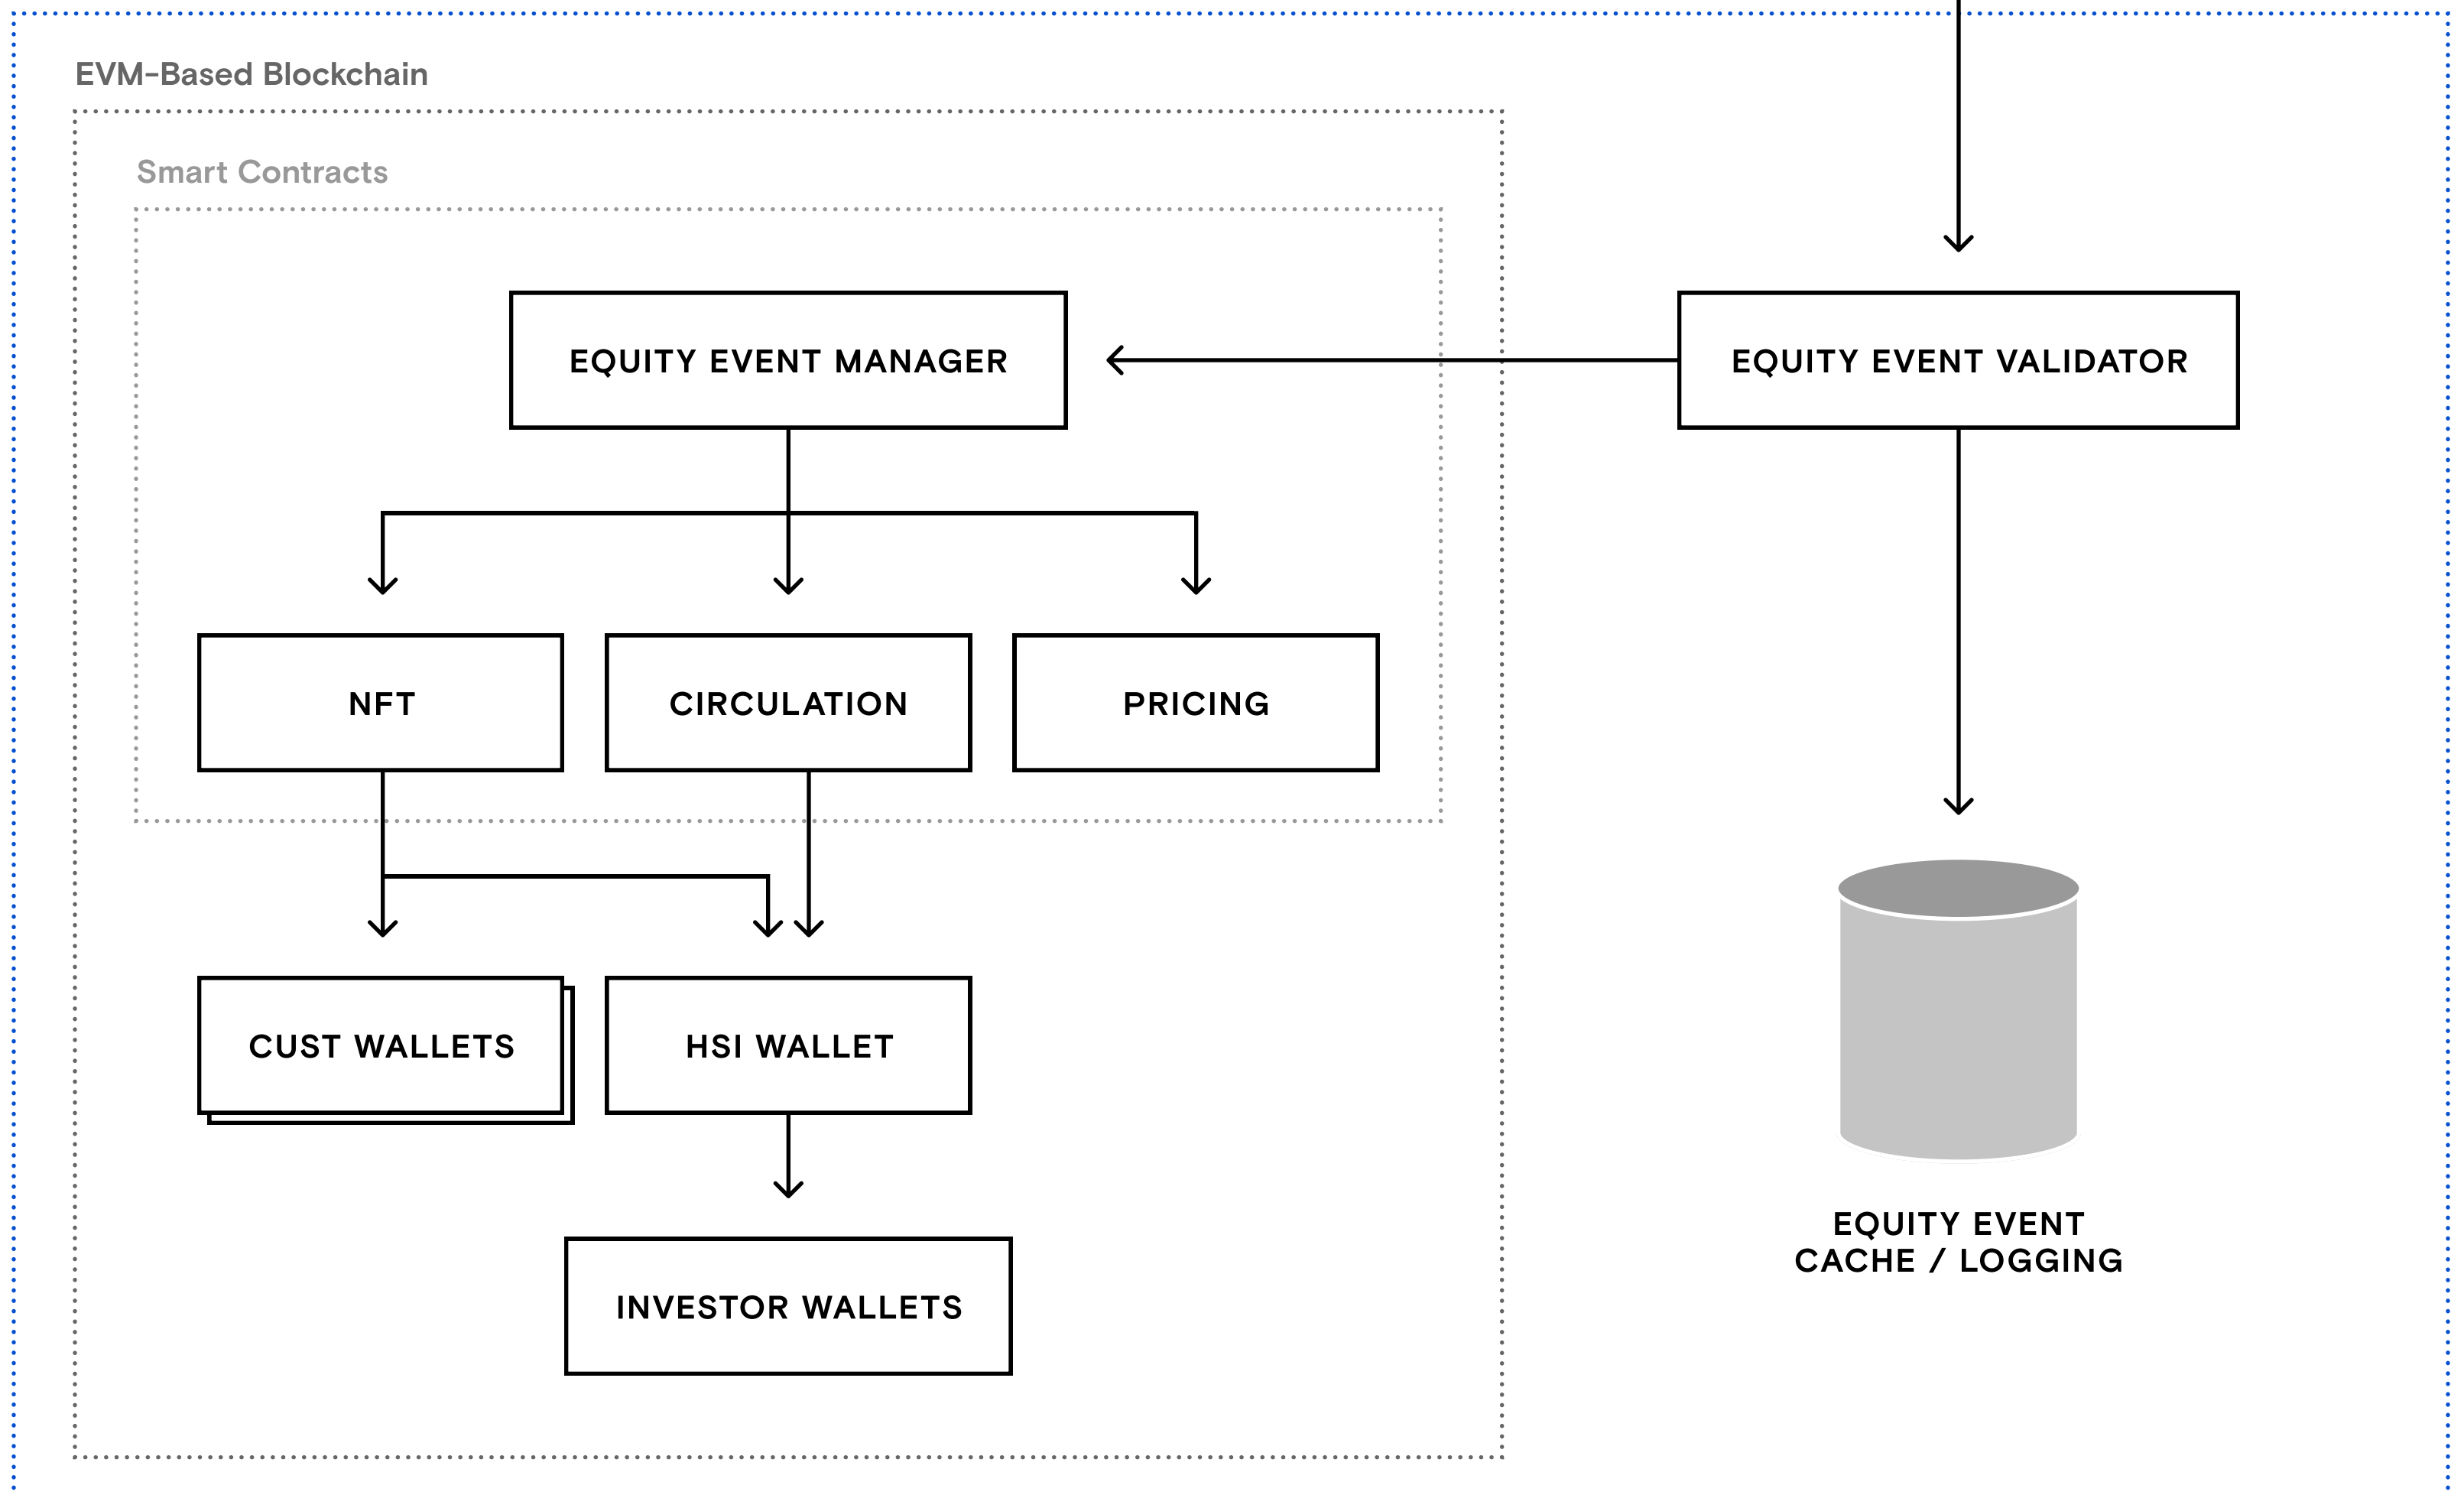 EVM-Based Blockchain
Smart Contracts
EQUITY EVENT MANAGER
EQUITY EVENT VALIDATOR
NFT
CIRCULATION
PRICING
CUST WALLETS
HSI WALLET
INVESTOR WALLETS
EQUITY EVENT
CACHE / LOGGING